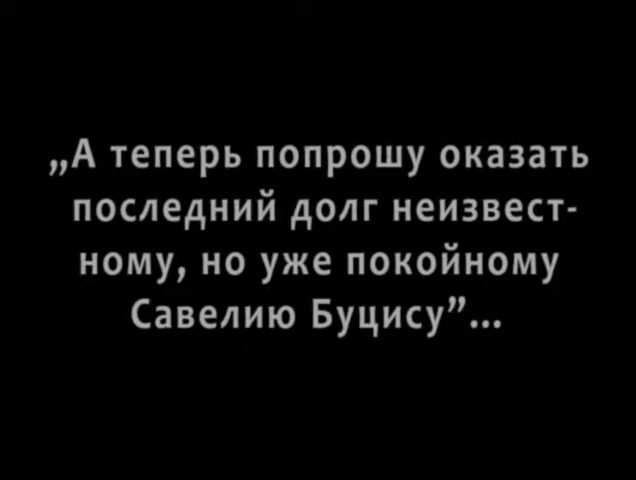 „А теперь попрошу оказать
последний долг неизвест-
ному, но уже покойному
Савелию Буцису”...